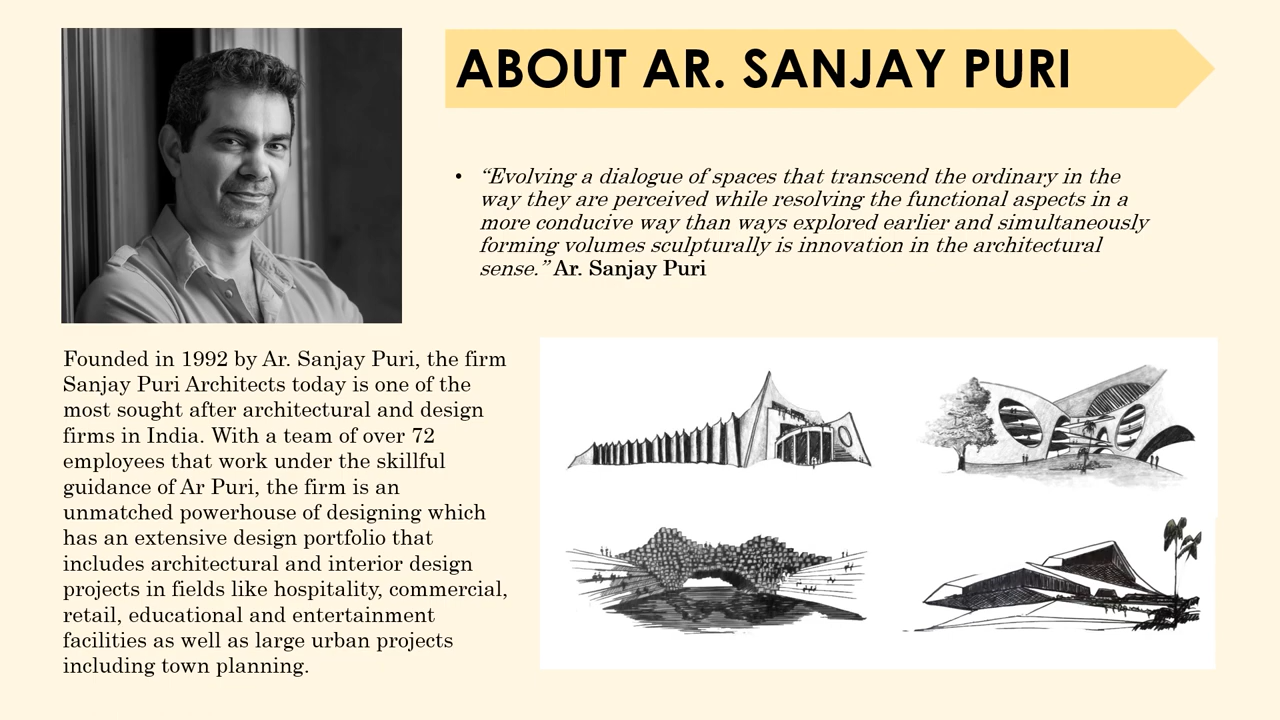 ABOUT AR. SANJAY PURI
• “Evolving a dialogue of spaces that transcend the ordinary in the
way they are perceived while resolving the functional aspects in a
more conducive way than ways explored earlier and simultaneously
forming volumes sculpturally is innovation in the architectural
sense.” Ar. Sanjay Puri
Founded in 1992 by Ar. Sanjay Puri, the firm
Sanjay Puri Architects today is one of the
most sought after architectural and design
firms in India. With a team of over 72
employees that work under the skillful
guidance of Ar Puri, the firm is an
unmatched powerhouse of designing which
has an extensive design portfolio that
includes architectural and interior design
projects in fields like hospitality, commercial,
retail, educational and entertainment
facilities as well as large urban projects
including town planning.